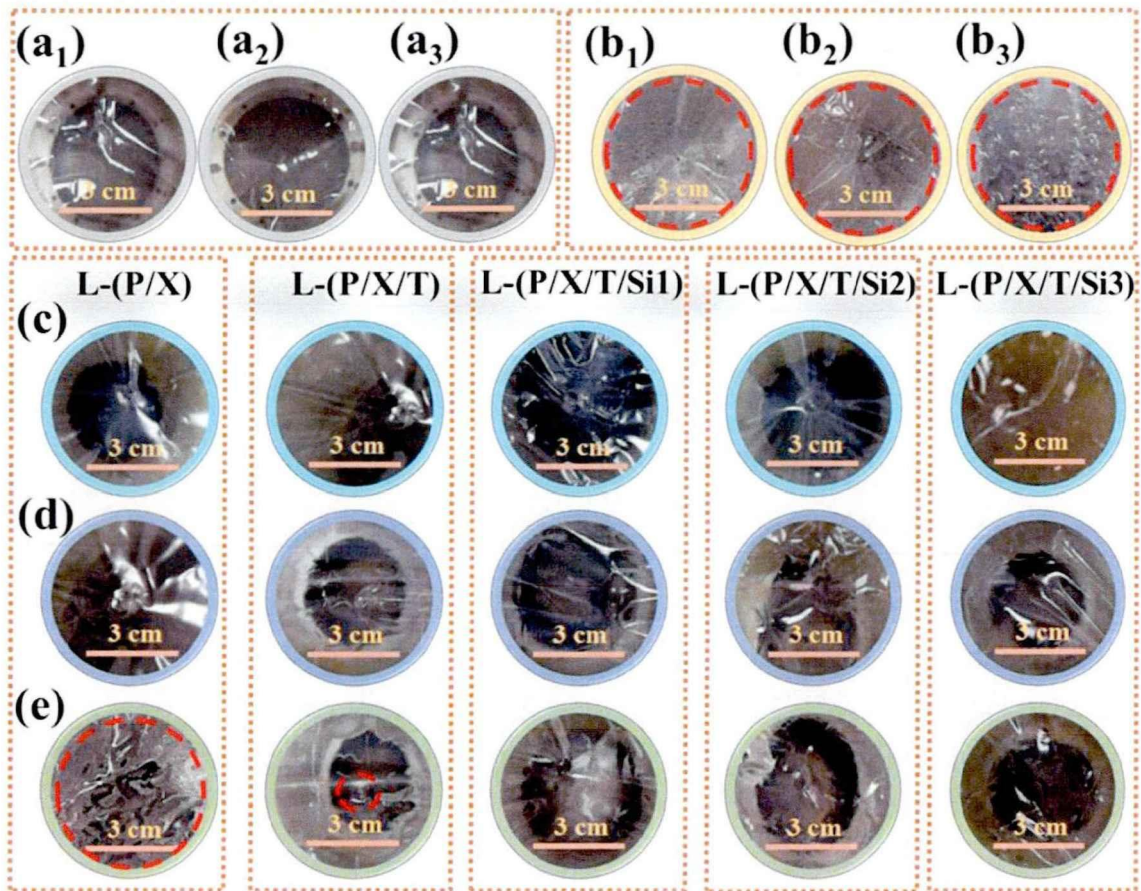 (a1) (a2) (a3) (b1) (b2) (b3)
3 cm 3 cm 3 cm 3 cm 3 cm 3 cm
L-(P/X) L-(P/X/T) L-(P/X/T/Si1) L-(P/X/T/Si2) L-(P/X/T/Si3)
(c)
3 cm 3 cm 3 cm 3 cm 3 cm
(d)
3 cm 3 cm 3 cm 3 cm 3 cm
(e)
3 cm 3 cm 3 cm 3 cm 3 cm